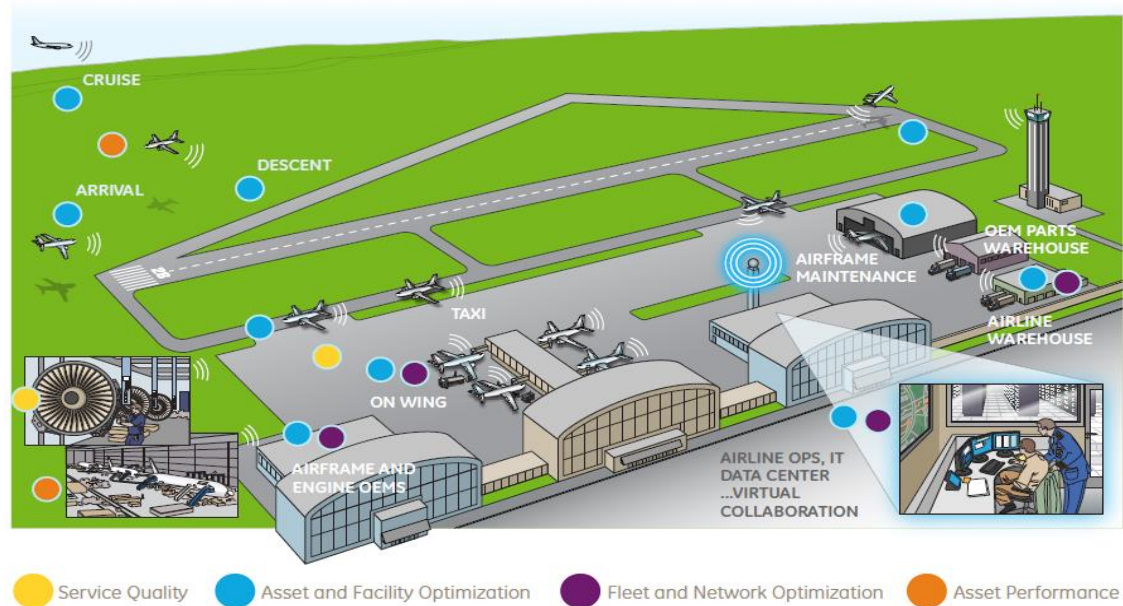 CRUISE
DESCENT
ARRIVAL
26
OEM PARTS
WAREHOUSE
AIRFRAME
MAINTENANCE
TAXI
AIRLINE
WAREHOUSE
ON WING
AIRFRAME AND
ENGINE OEMS
AIRLINE OPS, IT
DATA CENTER
...VIRTUAL
COLLABORATION
Service Quality
Asset and Facility Optimization
Fleet and Network Optimization
Asset Performance